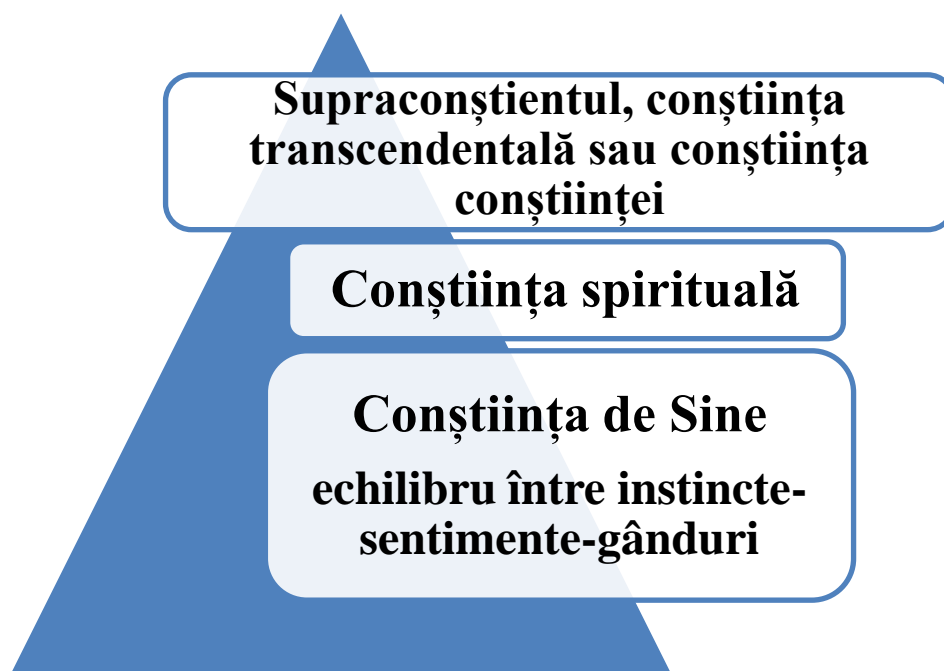 Supraconștientul, conștiința
transcendentală sau conștiința
conștiinței
Conștiința spirituală
Conștiința de Sine
echilibru între instincte-
sentimente-gânduri